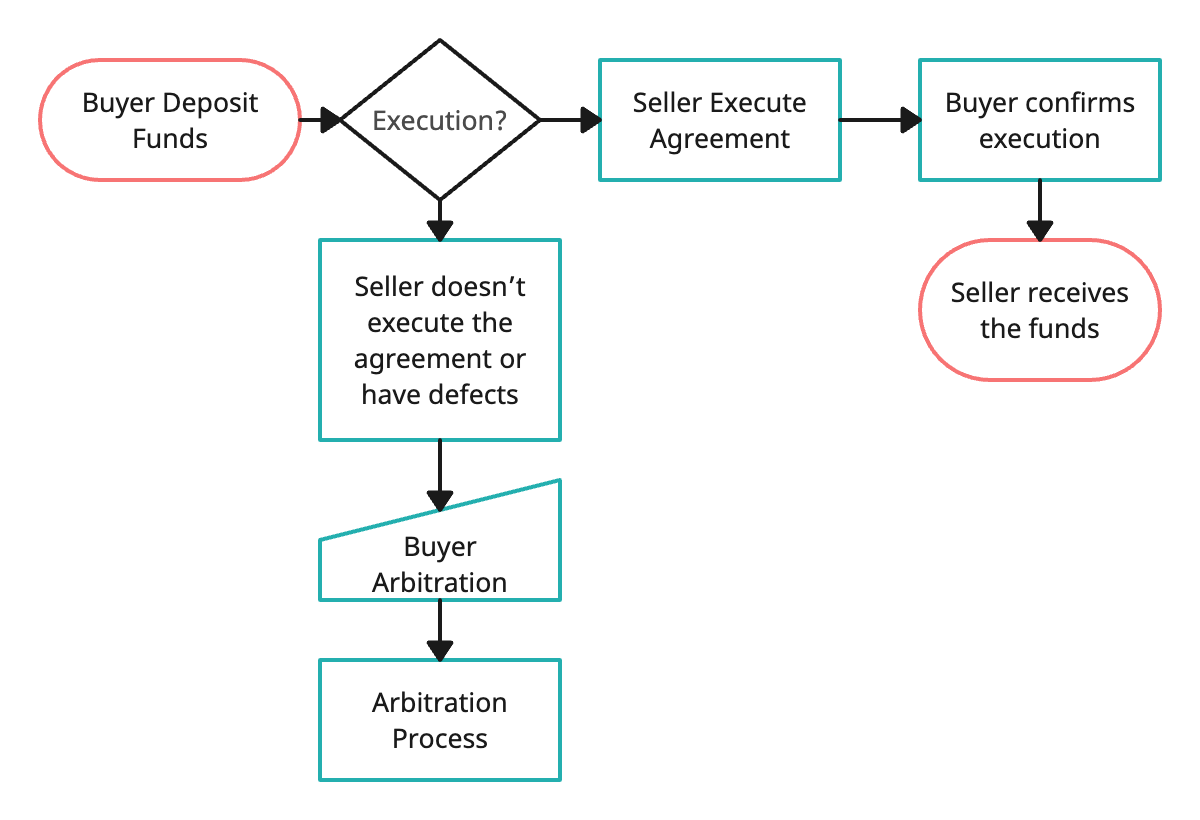 Buyer Deposit
Funds
Execution?
Seller Execute
Agreement
Buyer confirms
execution
Seller receives
the funds
Seller doesn’t
execute the
agreement or
have defects
Buyer
Arbitration
Arbitration
Process